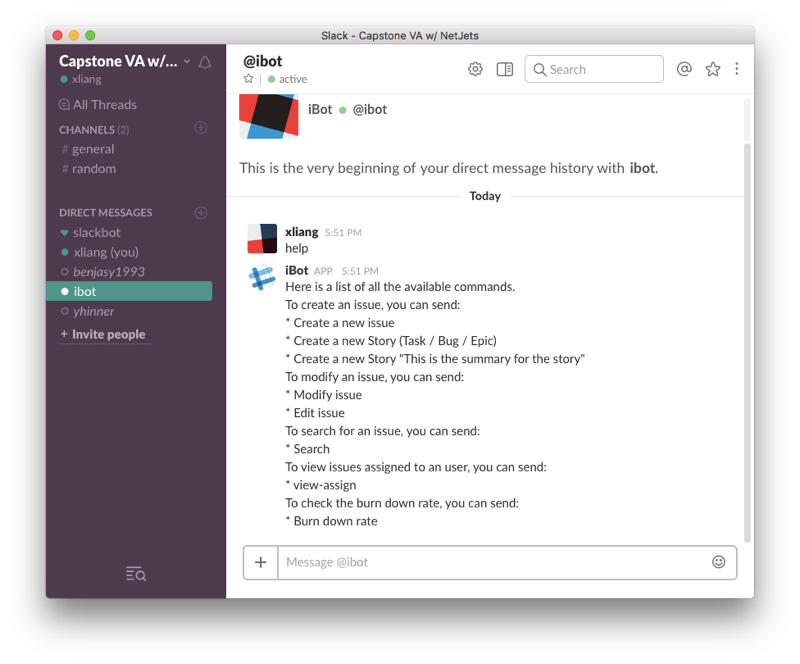 Slack - Capstone VA w/ NetJets
Capstone VA w/...
xliang
All Threads
CHANNELS (2)
# general
# random
DIRECT MESSAGES
slackbot
xliang (you)
benjasy1993
ibot
yhinner
+ Invite people
@ibot
active
Search
iBot @ibot
This is the very beginning of your direct message history with ibot.
Today
xliang 5:51 PM
help
iBot APP 5:51 PM
Here is a list of all the available commands.
To create an issue, you can send:
* Create a new issue
* Create a new Story (Task / Bug / Epic)
* Create a new Story "This is the summary for the story"
To modify an issue, you can send:
* Modify issue
* Edit issue
To search for an issue, you can send:
* Search
To view issues assigned to an user, you can send:
* view-assign
To check the burn down rate, you can send:
* Burn down rate
+ Message @ibot